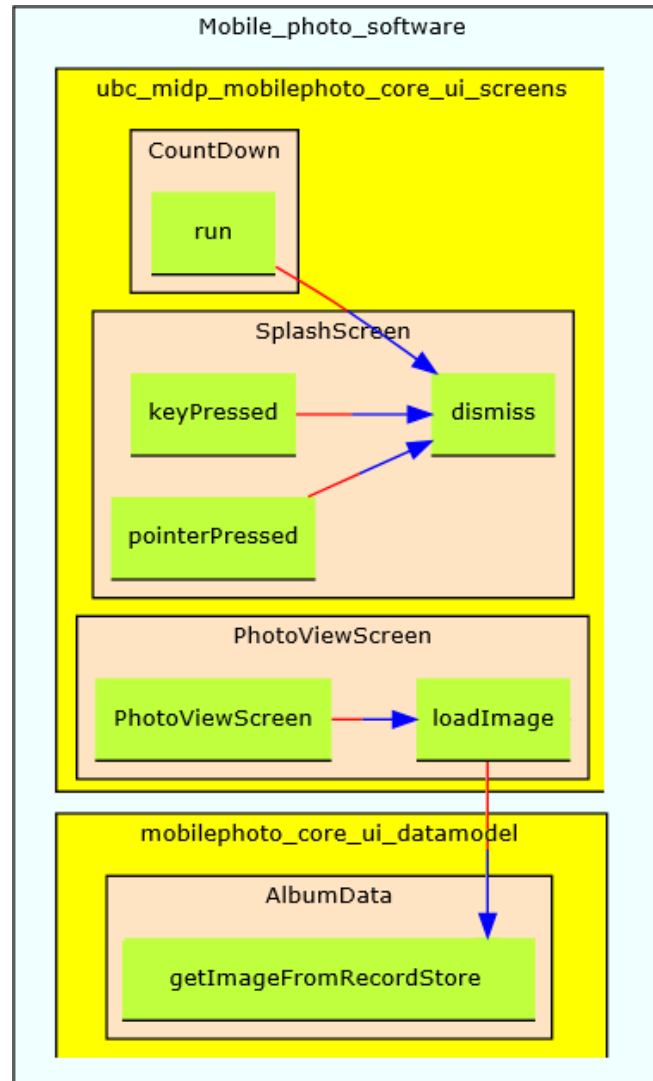 Mobile_photo_software
ubc_midp_mobilephoto_core_ui_screens
CountDown
run
SplashScreen
keyPressed
dismiss
pointerPressed
PhotoViewScreen
PhotoViewScreen
loadImage
mobilephoto_core_ui_datamodel
AlbumData
getImageFromRecordStore